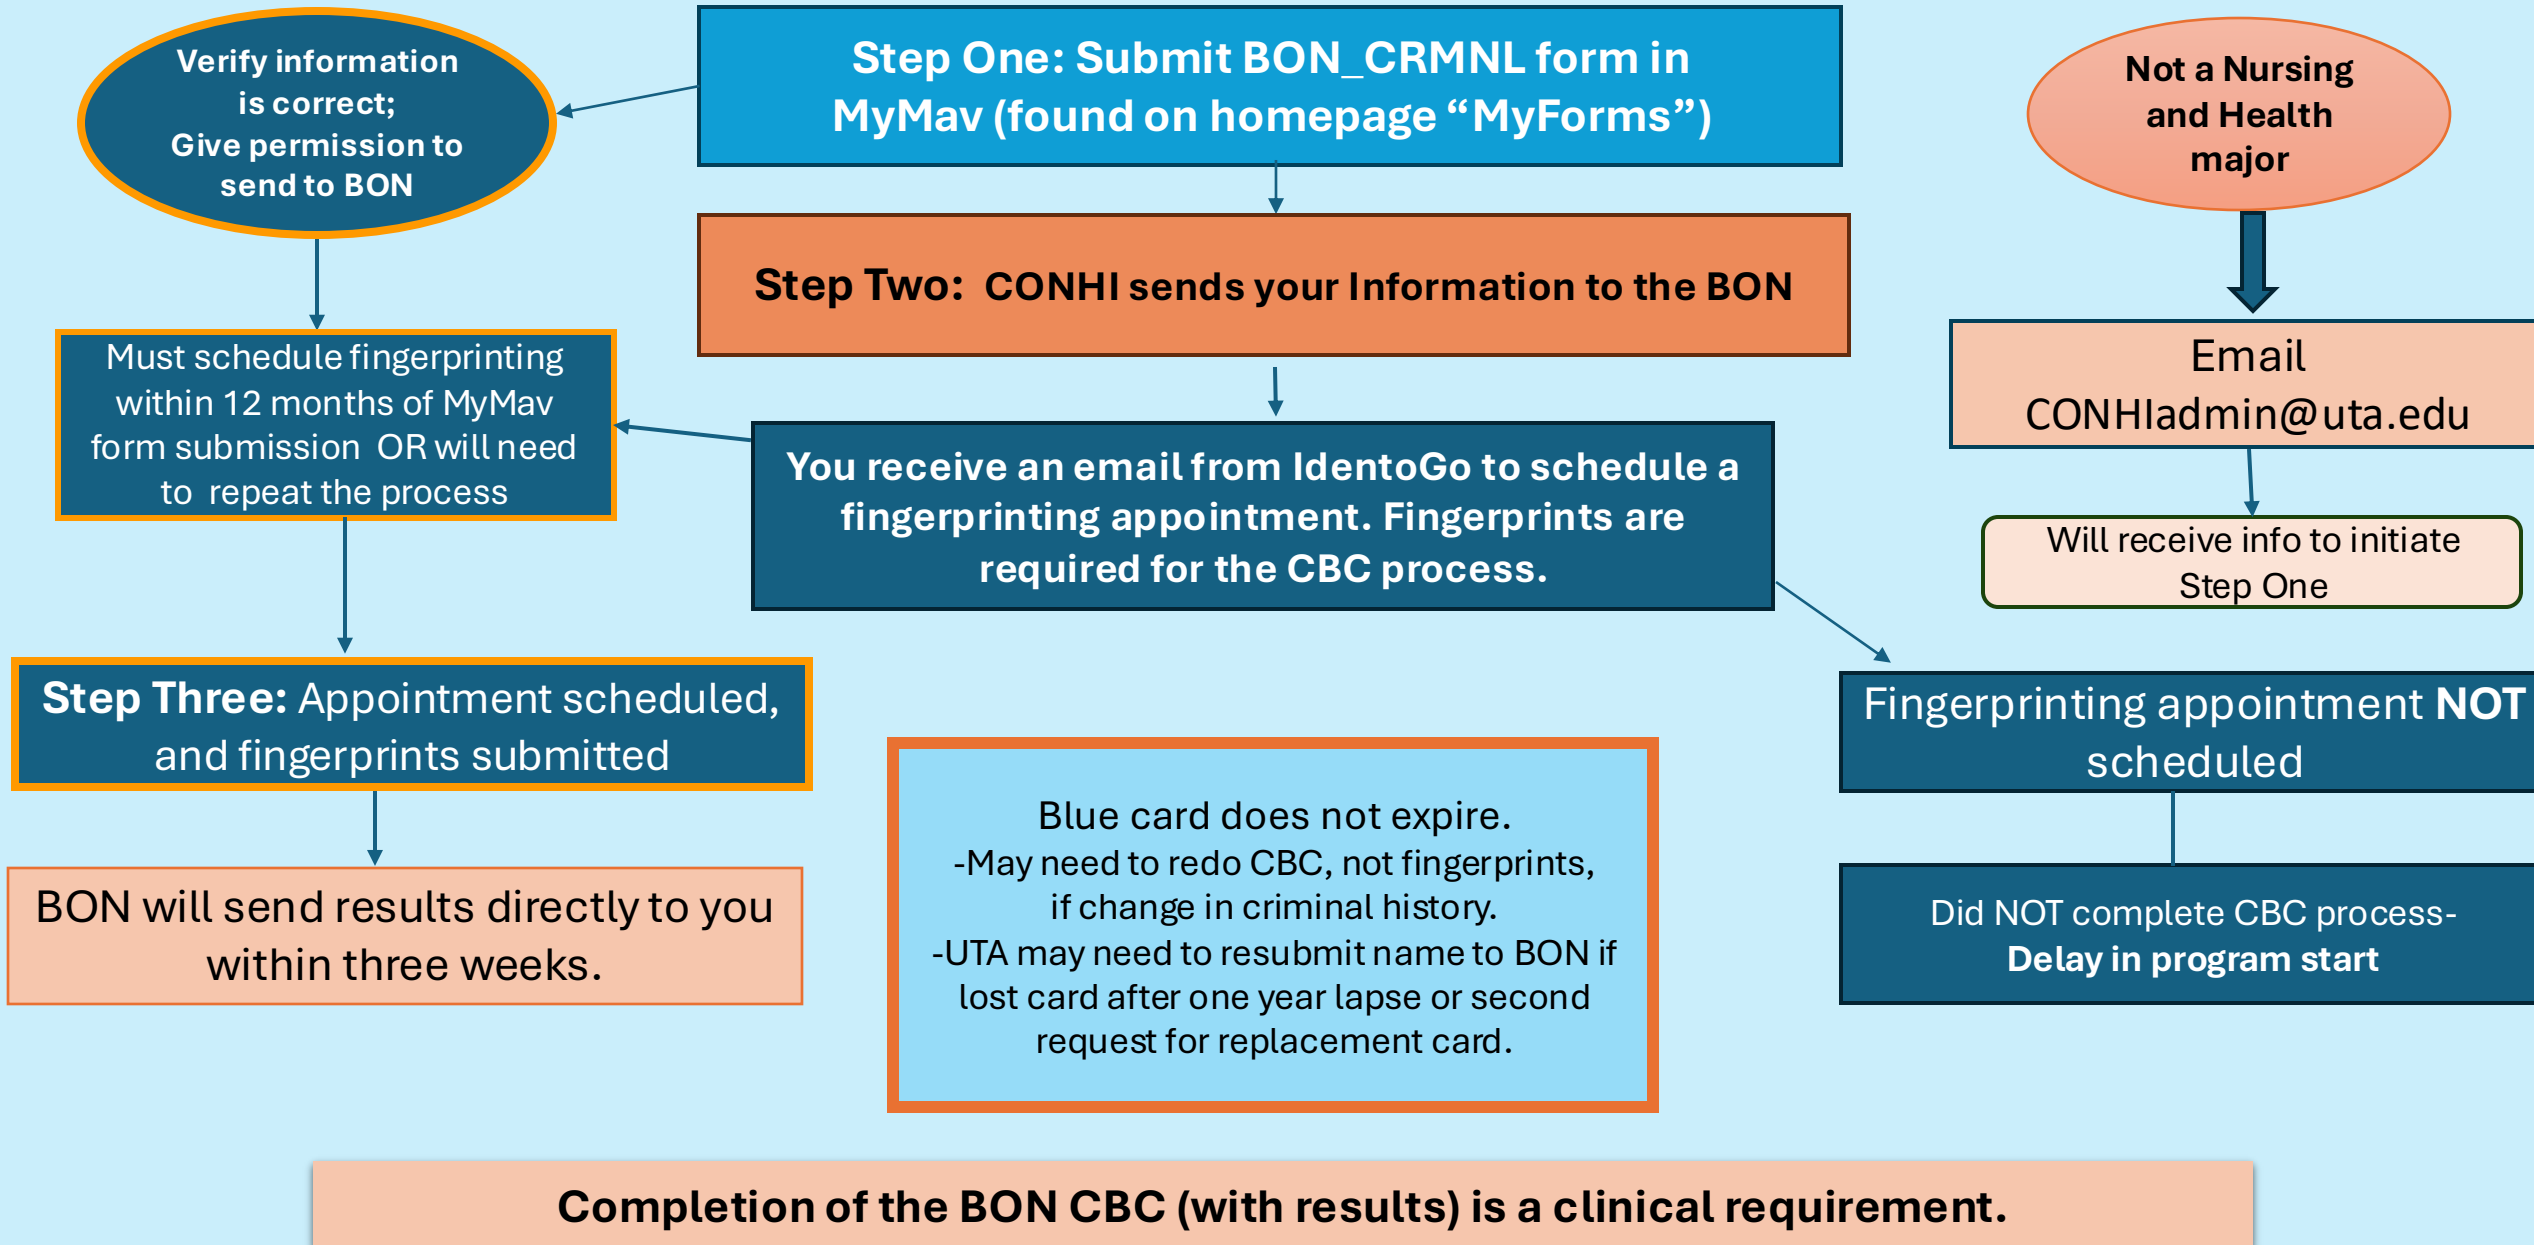 Verify information
is correct;
Give permission to
send to BON
Step One: Submit BON_CRMNL form in
MyMav (found on homepage “MyForms”)
Not a Nursing
and Health
major
Step Two:  CONHI sends your Information to the BON
Must schedule fingerprinting
within 12 months of MyMav
form submission  OR will need
to  repeat the process
Email
CONHIadmin@uta.edu
You receive an email from IdentoGo to schedule a
fingerprinting appointment. Fingerprints are
required for the CBC process.
Will receive info to initiate
Step One
Step Three: Appointment scheduled,
and fingerprints submitted
Fingerprinting appointment NOT
scheduled
Blue card does not expire.
-May need to redo CBC, not fingerprints,
if change in criminal history.
-UTA may need to resubmit name to BON if
lost card after one year lapse or second
request for replacement card.
BON will send results directly to you
within three weeks.
Did NOT complete CBC process-
Delay in program start
Completion of the BON CBC (with results) is a clinical requirement.